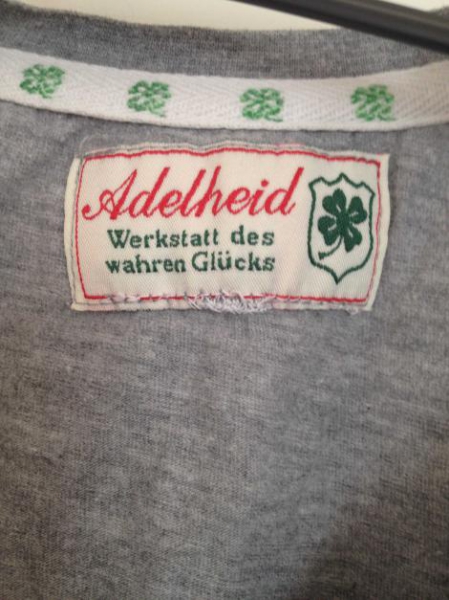 Adelheid
Werkstatt des
wahren Glücks